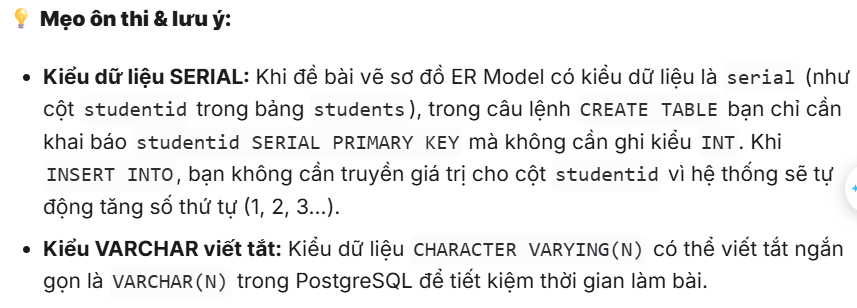 💡 Mẹo ôn thi & lưu ý:
• Kiểu dữ liệu SERIAL: Khi đề bài vẽ sơ đồ ER Model có kiểu dữ liệu là serial (như
cột studentid trong bảng students), trong câu lệnh CREATE TABLE bạn chỉ cần
khai báo studentid SERIAL PRIMARY KEY mà không cần ghi kiểu INT. Khi
INSERT INTO, bạn không cần truyền giá trị cho cột studentid vì hệ thống sẽ tự
động tăng số thứ tự (1, 2, 3...).
• Kiểu VARCHAR viết tắt: Kiểu dữ liệu CHARACTER VARYING(N) có thể viết tắt ngắn
gọn là VARCHAR(N) trong PostgreSQL để tiết kiệm thời gian làm bài.